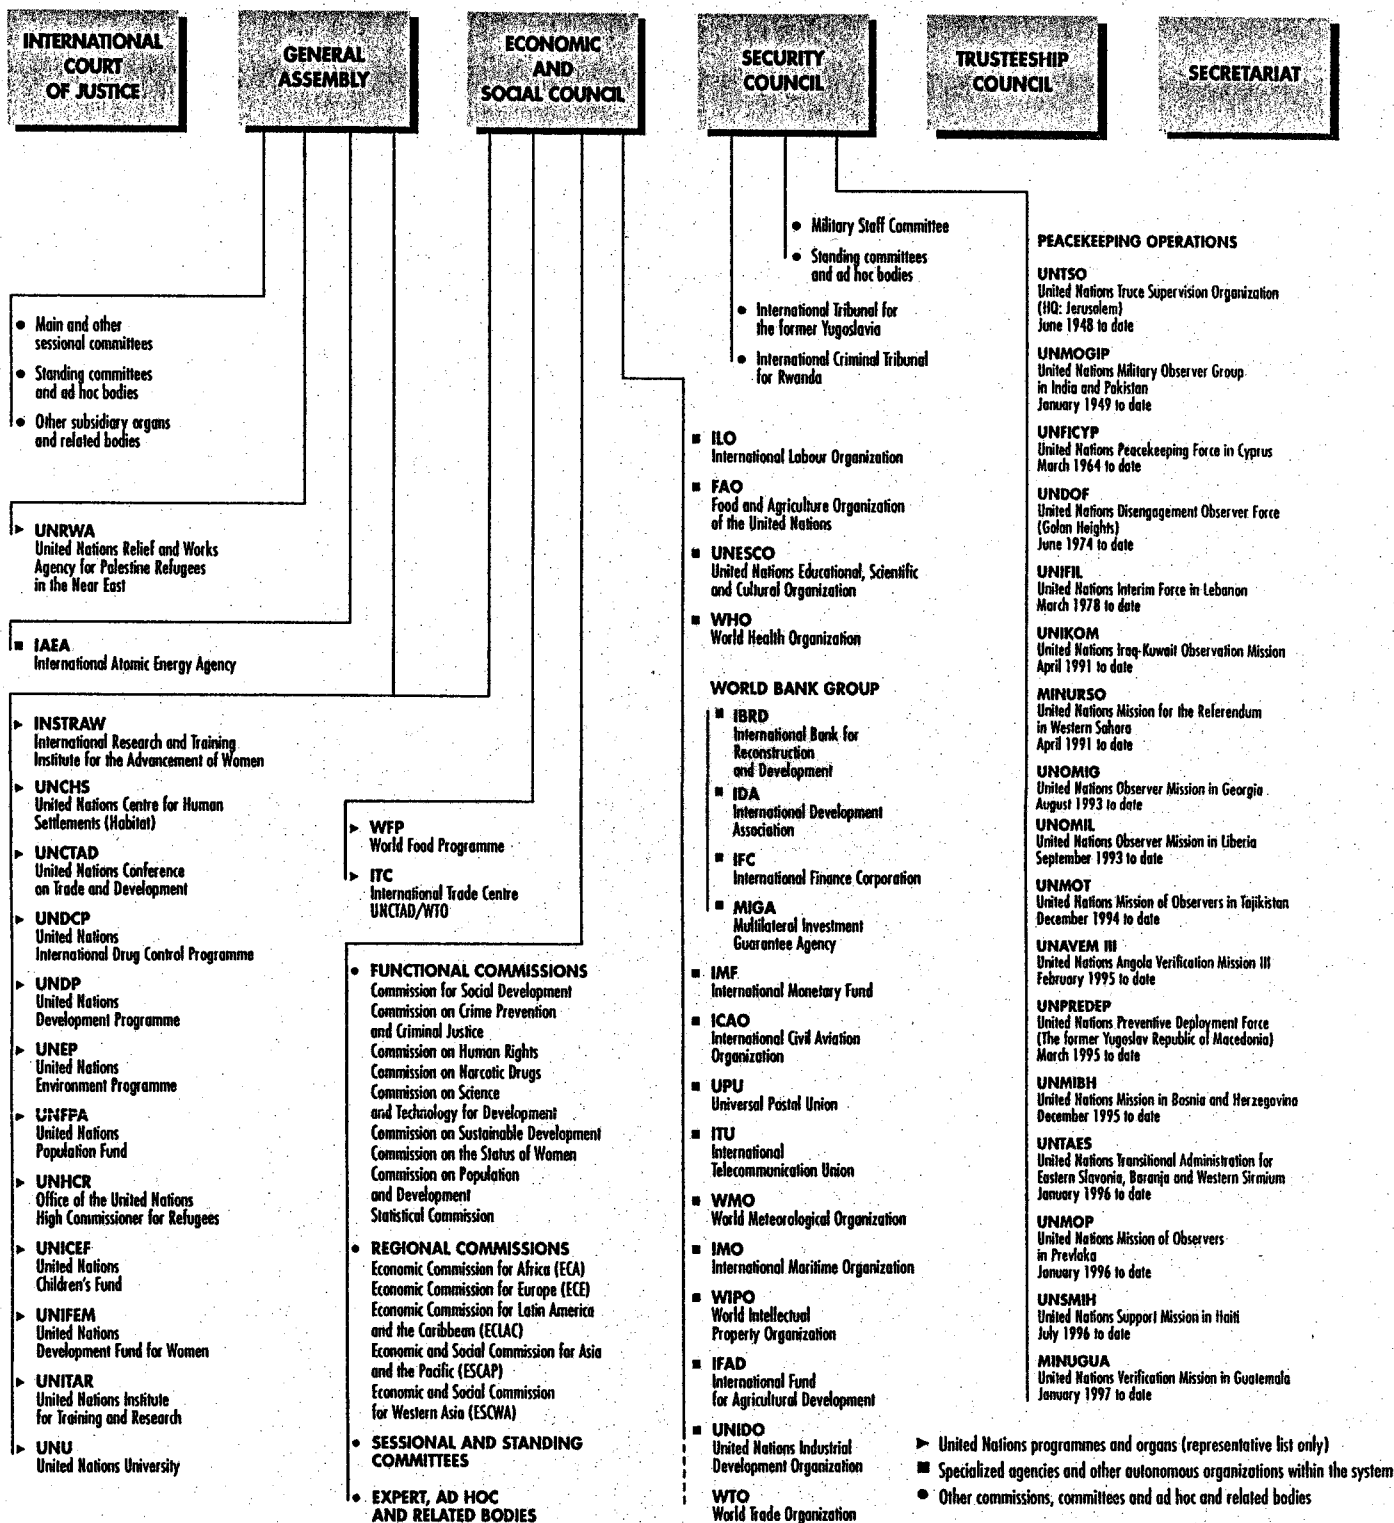 INTERNATIONAL
COURT
OF JUSTICE
GENERAL
ASSEMBLY
ECONOMIC
AND
SOCIAL COUNCIL
SECURITY
COUNCIL
TRUSTEESHIP
COUNCIL
SECRETARIAT
Main and other
sessional committees
Standing committees
and ad hoc bodies
Other subsidiary organs
and related bodies
UNRWA
United Nations Relief and Works
Agency for Palestine Refugees
in the Near East
IAEA
International Atomic Energy Agency
INSTRAW
International Research and Training
Institute for the Advancement of Women
UNCHS
United Nations Centre for Human
Settlements (Habitat)
UNCTAD
United Nations Conference
on Trade and Development
UNDCP
United Nations
International Drug Control Programme
UNDP
United Nations
Development Programme
UNEP
United Nations
Environment Programme
UNFPA
United Nations
Population Fund
UNHCR
Office of the United Nations
High Commissioner for Refugees
UNICEF
United Nations
Children's Fund
UNIFEM
United Nations
Development Fund for Women
UNITAR
United Nations Institute
for Training and Research
UNU
United Nations University
WFP
World Food Programme
ITC
International Trade Centre
UNCTAD/WTO
FUNCTIONAL COMMISSIONS
Commission for Social Development
Commission on Crime Prevention
and Criminal Justice
Commission on Human Rights
Commission on Narcotic Drugs
Commission on Science
and Technology for Development
Commission on Sustainable Development
Commission on the Status of Women
Commission on Population
and Development
Statistical Commission
REGIONAL COMMISSIONS
Economic Commission for Africa (ECA)
Economic Commission for Europe (ECE)
Economic Commission for Latin America
and the Caribbean (ECLAC)
Economic and Social Commission for Asia
and the Pacific (ESCAP)
Economic and Social Commission
for Western Asia (ESCWA)
SESSIONAL AND STANDING
COMMITTEES
EXPERT, AD HOC
AND RELATED BODIES
Military Staff Committee
Standing committees
and ad hoc bodies
International Tribunal for
the former Yugoslavia
International Criminal Tribunal
for Rwanda
ILO
International Labour Organization
FAO
Food and Agriculture Organization
of the United Nations
UNESCO
United Nations Educational, Scientific
and Cultural Organization
WHO
World Health Organization
WORLD BANK GROUP
IBRD
International Bank for
Reconstruction
and Development
IDA
International Development
Association
IFC
International Finance Corporation
MIGA
Multilateral Investment
Guarantee Agency
IMF
International Monetary Fund
ICAO
International Civil Aviation
Organization
UPU
Universal Postal Union
ITU
International
Telecommunication Union
WMO
World Meteorological Organization
IMO
International Maritime Organization
WIPO
World Intellectual
Property Organization
IFAD
International Fund
for Agricultural Development
UNIDO
United Nations Industrial
Development Organization
WTO
World Trade Organization
PEACEKEEPING OPERATIONS
UNTSO
United Nations Truce Supervision Organization
(HQ: Jerusalem)
June 1948 to date
UNMOGIP
United Nations Military Observer Group
in India and Pakistan
January 1949 to date
UNFICYP
United Nations Peacekeeping Force in Cyprus
March 1964 to date
UNDOF
United Nations Disengagement Observer Force
(Golan Heights)
June 1974 to date
UNIFIL
United Nations Interim Force in Lebanon
March 1978 to date
UNIKOM
United Nations Iraq-Kuwait Observation Mission
April 1991 to date
MINURSO
United Nations Mission for the Referendum
in Western Sahara
April 1991 to date
UNOMIG
United Nations Observer Mission in Georgia
August 1993 to date
UNOMIL
United Nations Observer Mission in Liberia
September 1993 to date
UNMOT
United Nations Mission of Observers in Tajikistan
December 1994 to date
UNAVEM III
United Nations Angola Verification Mission III
February 1995 to date
UNPREDEP
United Nations Preventive Deployment Force
(The former Yugoslav Republic of Macedonia)
March 1995 to date
UNMIBH
United Nations Mission in Bosnia and Herzegovina
December 1995 to date
UNTAES
United Nations Transitional Administration for
Eastern Slavonia, Baranja and Western Sirmium
January 1996 to date
UNMOP
United Nations Mission of Observers
in Prevlaka
January 1996 to date
UNSMIH
United Nations Support Mission in Haiti
July 1996 to date
MINUGUA
United Nations Verification Mission in Guatemala
January 1997 to date
United Nations programmes and organs (representative list only)
Specialized agencies and other autonomous organizations within the system
Other commissions, committees and ad hoc and related bodies